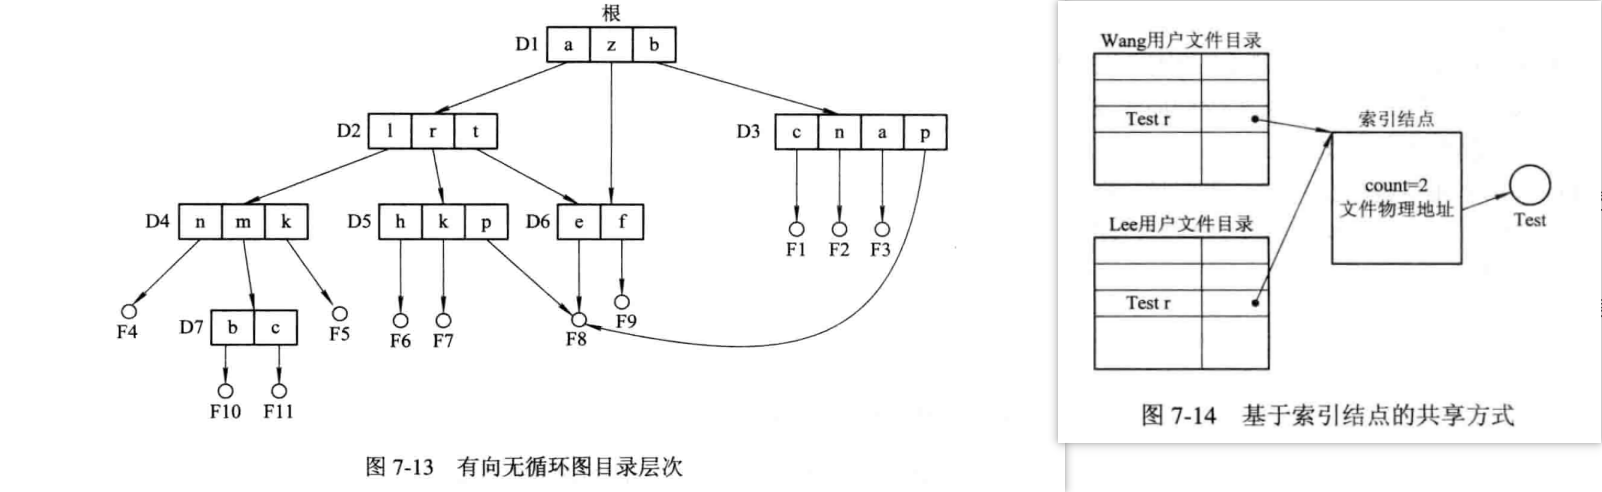 根
D1 a z b
D2 l r t
D3 c n a p
D4 n m k
D5 h k p
D6 e f
F1 F2 F3
F4
D7 b c
F5
F6 F7
F8
F9
F10 F11
图 7-13 有向无循环图目录层次
Wang用户文件目录
Test r
索引结点
count=2
文件物理地址
Test
Lee用户文件目录
Test r
图 7-14 基于索引结点的共享方式